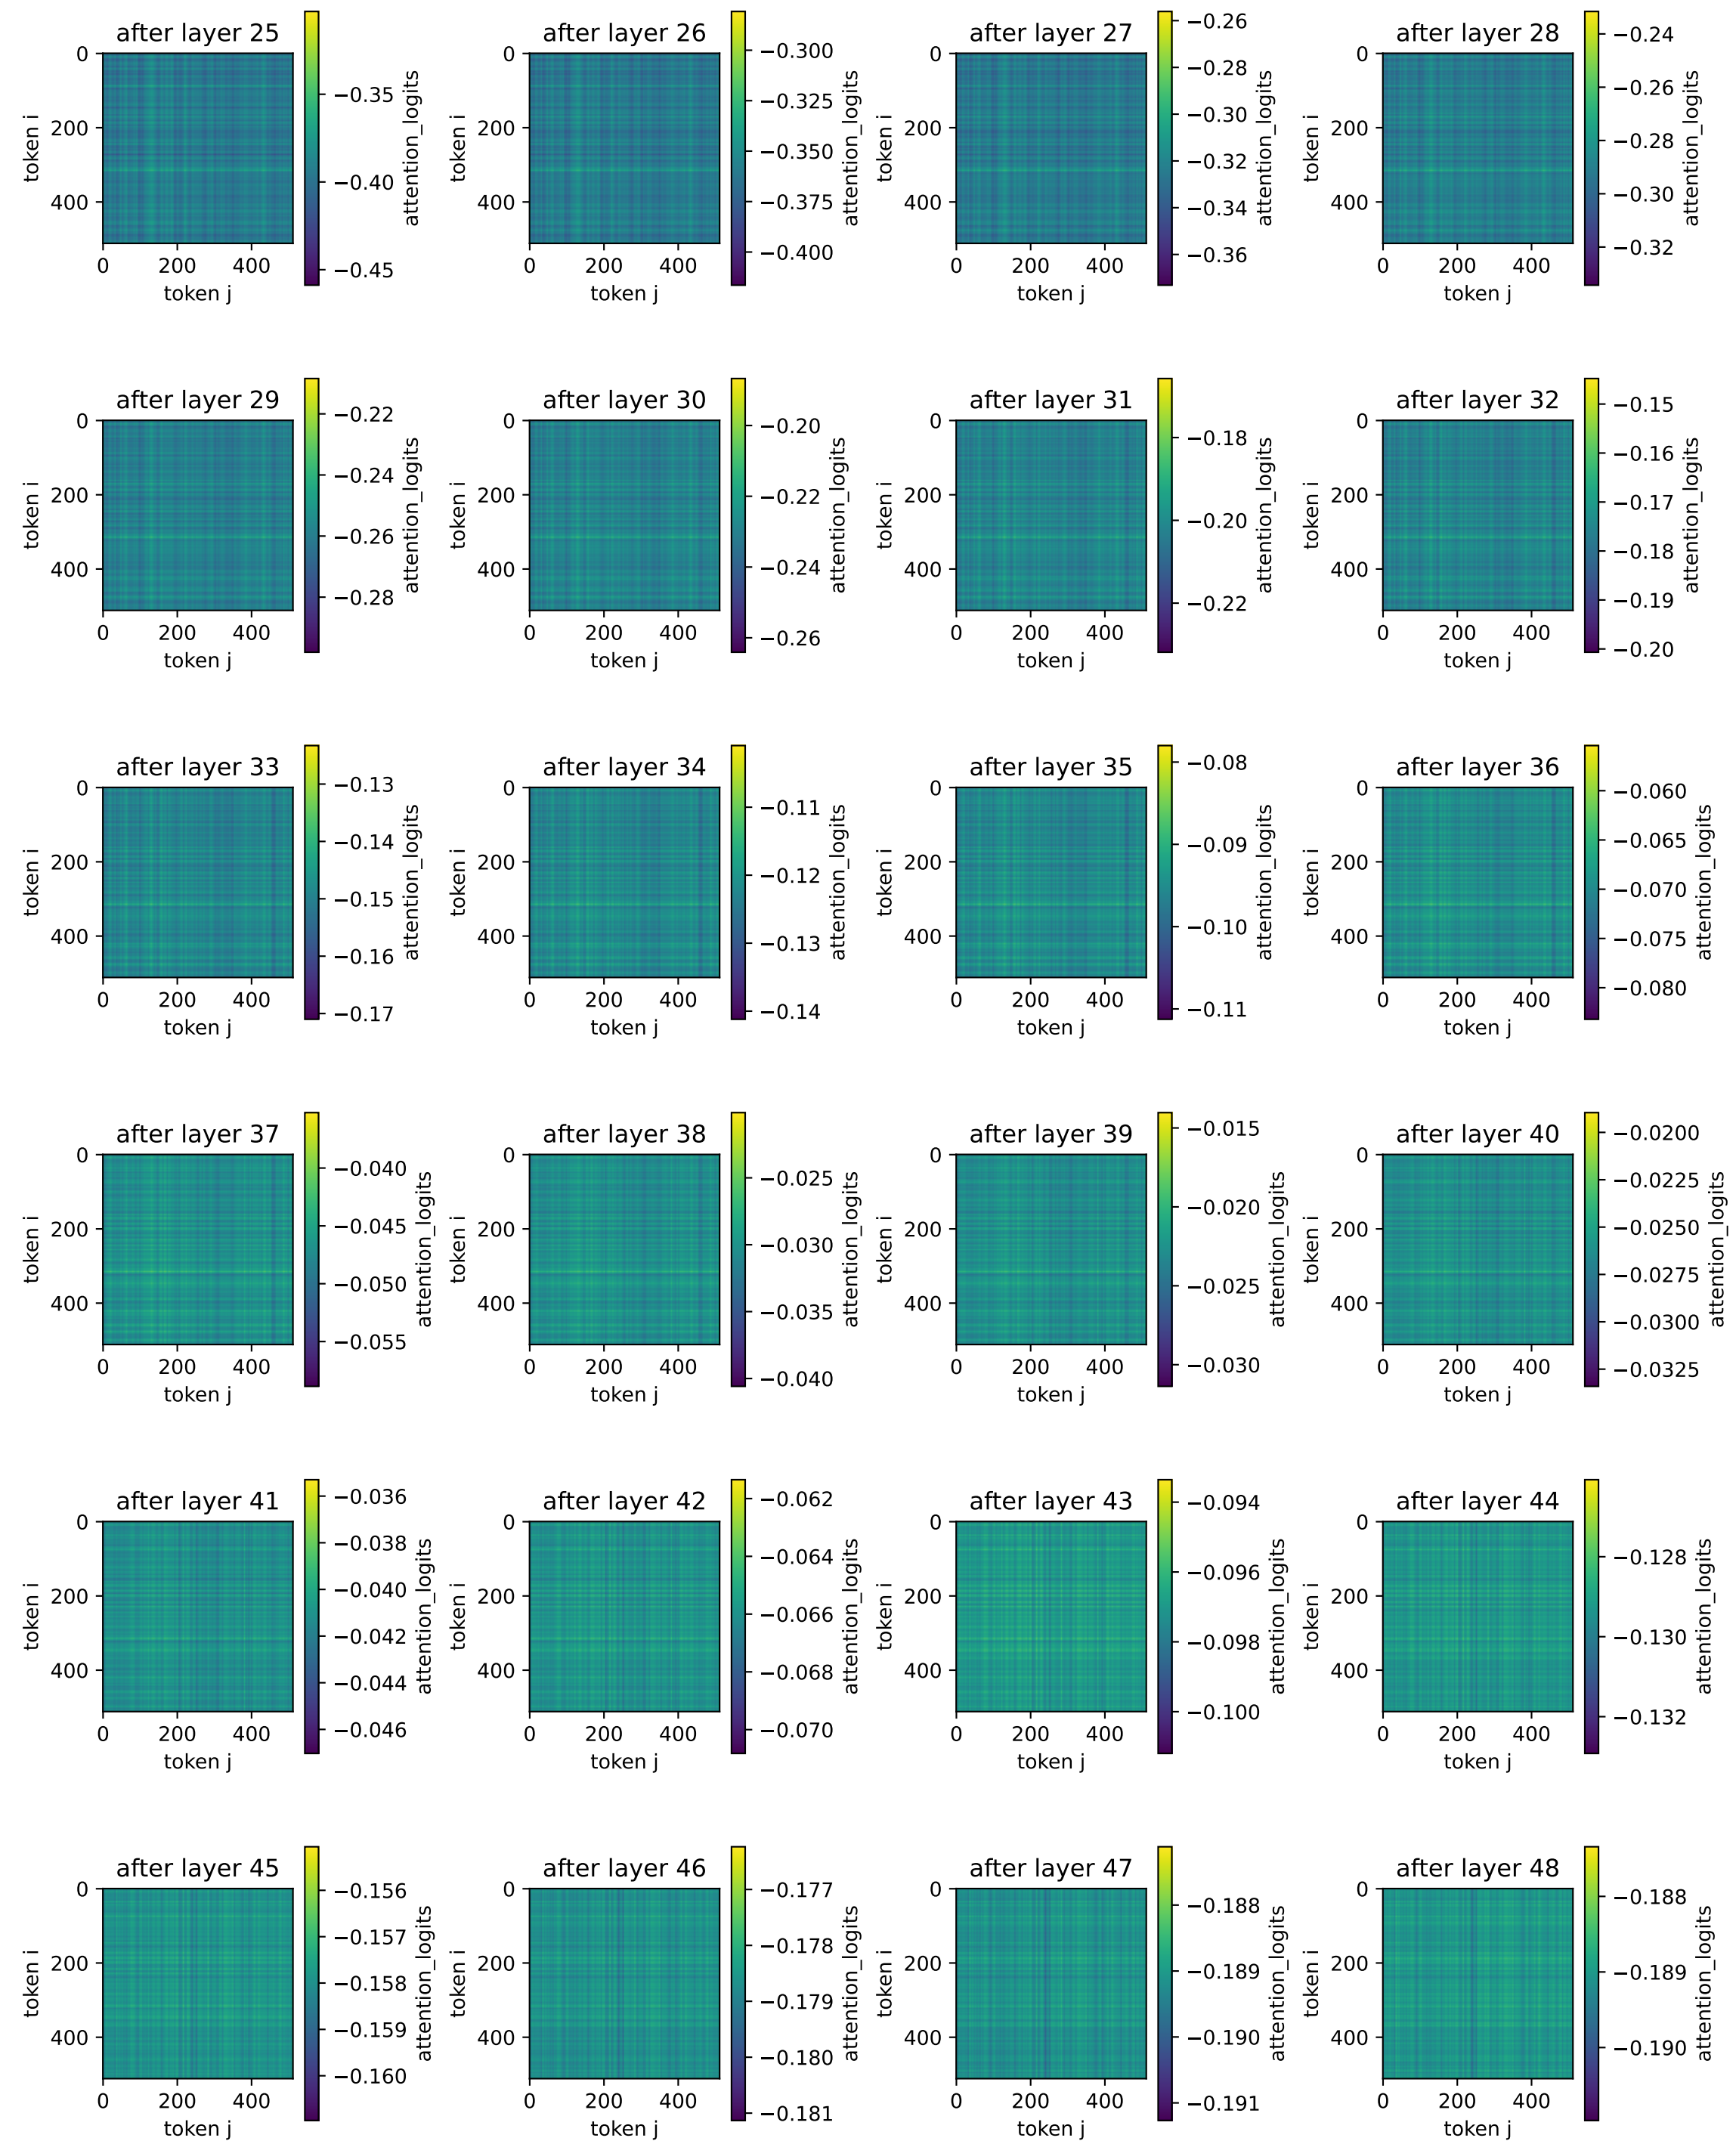 after layer 25
0
200
400
token i
0 200 400
token j
−0.35
−0.40
−0.45
attention_logits
after layer 26
0
200
400
token i
0 200 400
token j
−0.300
−0.325
−0.350
−0.375
−0.400
attention_logits
after layer 27
0
200
400
token i
0 200 400
token j
−0.26
−0.28
−0.30
−0.32
−0.34
−0.36
attention_logits
after layer 28
0
200
400
token i
0 200 400
token j
−0.24
−0.26
−0.28
−0.30
−0.32
attention_logits
after layer 29
0
200
400
token i
0 200 400
token j
−0.22
−0.24
−0.26
−0.28
attention_logits
after layer 30
0
200
400
token i
0 200 400
token j
−0.20
−0.22
−0.24
−0.26
attention_logits
after layer 31
0
200
400
token i
0 200 400
token j
−0.18
−0.20
−0.22
attention_logits
after layer 32
0
200
400
token i
0 200 400
token j
−0.15
−0.16
−0.17
−0.18
−0.19
−0.20
attention_logits
after layer 33
0
200
400
token i
0 200 400
token j
−0.13
−0.14
−0.15
−0.16
−0.17
attention_logits
after layer 34
0
200
400
token i
0 200 400
token j
−0.11
−0.12
−0.13
−0.14
attention_logits
after layer 35
0
200
400
token i
0 200 400
token j
−0.08
−0.09
−0.10
−0.11
attention_logits
after layer 36
0
200
400
token i
0 200 400
token j
−0.060
−0.065
−0.070
−0.075
−0.080
attention_logits
after layer 37
0
200
400
token i
0 200 400
token j
−0.040
−0.045
−0.050
−0.055
attention_logits
after layer 38
0
200
400
token i
0 200 400
token j
−0.025
−0.030
−0.035
−0.040
attention_logits
after layer 39
0
200
400
token i
0 200 400
token j
−0.015
−0.020
−0.025
−0.030
attention_logits
after layer 40
0
200
400
token i
0 200 400
token j
−0.0200
−0.0225
−0.0250
−0.0275
−0.0300
−0.0325
attention_logits
after layer 41
0
200
400
token i
0 200 400
token j
−0.036
−0.038
−0.040
−0.042
−0.044
−0.046
attention_logits
after layer 42
0
200
400
token i
0 200 400
token j
−0.062
−0.064
−0.066
−0.068
−0.070
attention_logits
after layer 43
0
200
400
token i
0 200 400
token j
−0.094
−0.096
−0.098
−0.100
attention_logits
after layer 44
0
200
400
token i
0 200 400
token j
−0.128
−0.130
−0.132
attention_logits
after layer 45
0
200
400
token i
0 200 400
token j
−0.156
−0.157
−0.158
−0.159
−0.160
attention_logits
after layer 46
0
200
400
token i
0 200 400
token j
−0.177
−0.178
−0.179
−0.180
−0.181
attention_logits
after layer 47
0
200
400
token i
0 200 400
token j
−0.188
−0.189
−0.190
−0.191
attention_logits
after layer 48
0
200
400
token i
0 200 400
token j
−0.188
−0.189
−0.190
attention_logits